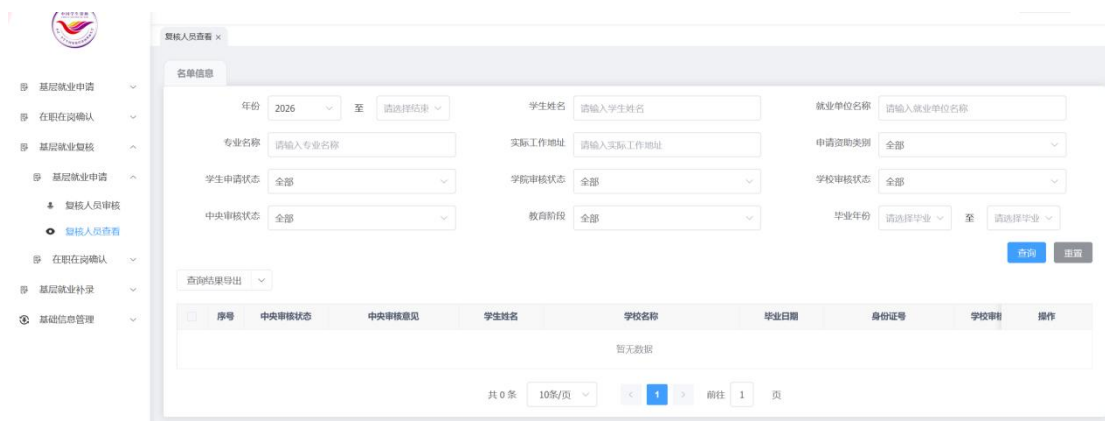 复核人员查看 ×
名单信息
基层就业申请
在职在岗确认
基层就业复核
基层就业申请
复核人员审核
复核人员查看
在职在岗确认
基层就业补录
基础信息管理
年份 2026 至 请选择结束 学生姓名 请输入学生姓名 就业单位名称 请输入就业单位名称
专业名称 请输入专业名称 实际工作地址 请输入实际工作地址 申请资助类别 全部
学生申请状态 全部 学院审核状态 全部 学校审核状态 全部
中央审核状态 全部 教育阶段 全部 毕业年份 请选择毕业 至 请选择毕业
查询 重置
查询结果导出
序号 中央审核状态 中央审核意见 学生姓名 学校名称 毕业日期 身份证号 学校审核 操作
暂无数据
共 0 条 10条/页 < 1 > 前往 1 页